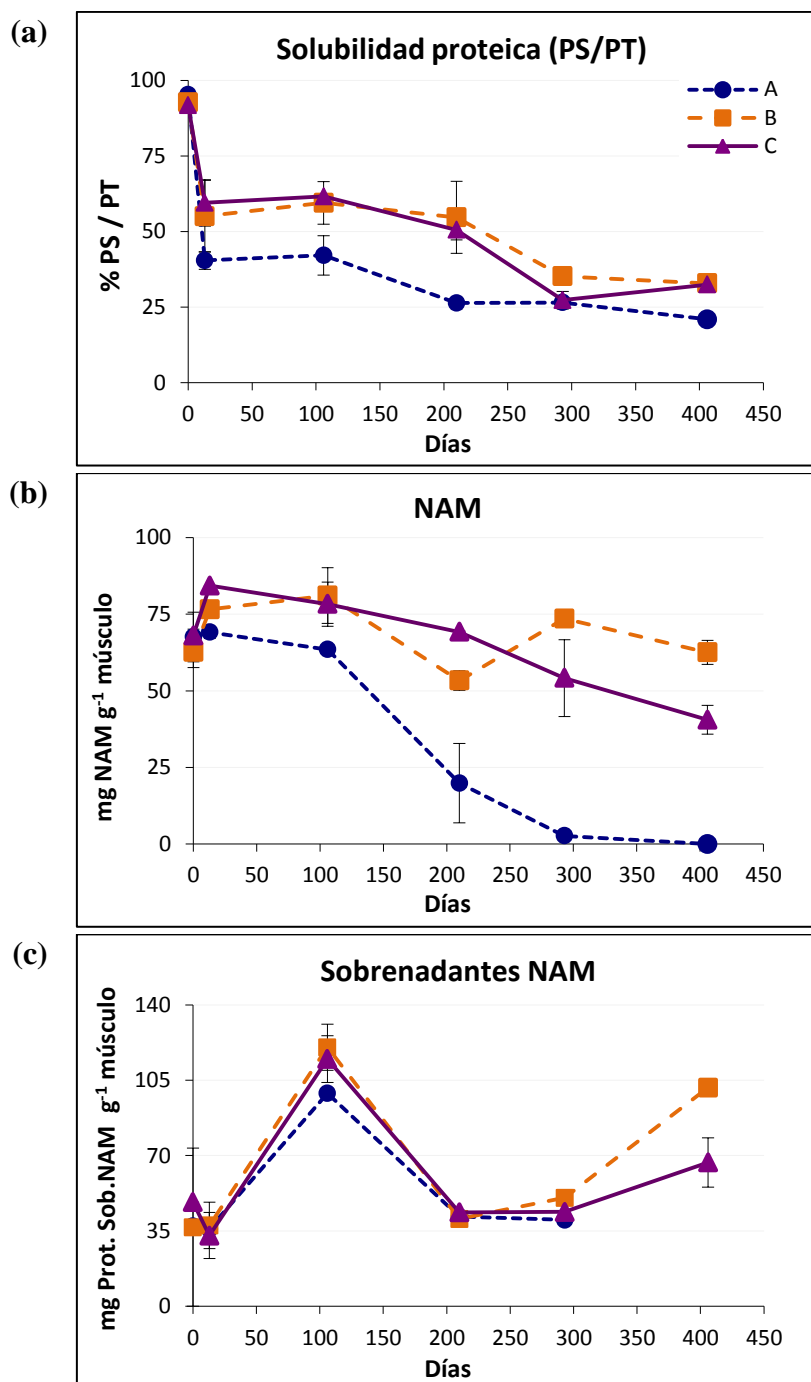 (a)
Solubilidad proteica (PS/PT)
% PS / PT
100
75
50
25
0
A
B
C
0 50 100 150 200 250 300 350 400 450
Días
(b)
NAM
mg NAM g⁻¹ músculo
100
75
50
25
0
0 50 100 150 200 250 300 350 400 450
Días
(c)
Sobrenadantes NAM
mg Prot. Sob.NAM g⁻¹ músculo
140
105
70
35
0
0 50 100 150 200 250 300 350 400 450
Días